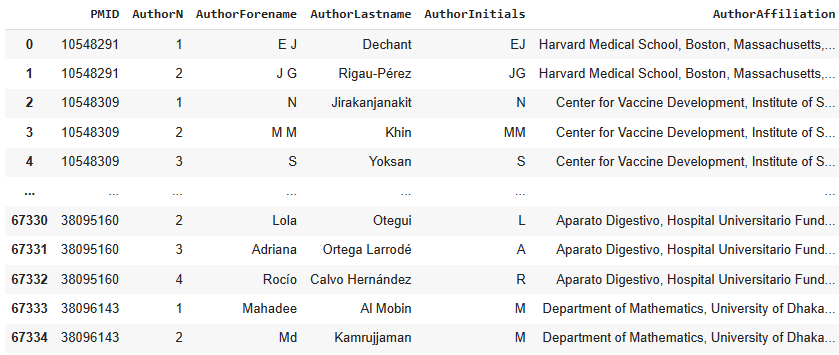 PMID AuthorN AuthorForename AuthorLastname AuthorInitials AuthorAffiliation
0 10548291 1 E J Dechant EJ Harvard Medical School, Boston, Massachusetts,...
1 10548291 2 J G Rigau-Pérez JG Harvard Medical School, Boston, Massachusetts,...
2 10548309 1 N Jirakanjanakit N Center for Vaccine Development, Institute of S...
3 10548309 2 M M Khin MM Center for Vaccine Development, Institute of S...
4 10548309 3 S Yoksan S Center for Vaccine Development, Institute of S...
... ... ... ... ... ... ...
67330 38095160 2 Lola Otegui L Aparato Digestivo, Hospital Universitario Fund...
67331 38095160 3 Adriana Ortega Larrodé A Aparato Digestivo, Hospital Universitario Fund...
67332 38095160 4 Rocío Calvo Hernández R Aparato Digestivo, Hospital Universitario Fund...
67333 38096143 1 Mahadee Al Mobin M Department of Mathematics, University of Dhaka...
67334 38096143 2 Md Kamrujjaman M Department of Mathematics, University of Dhaka...